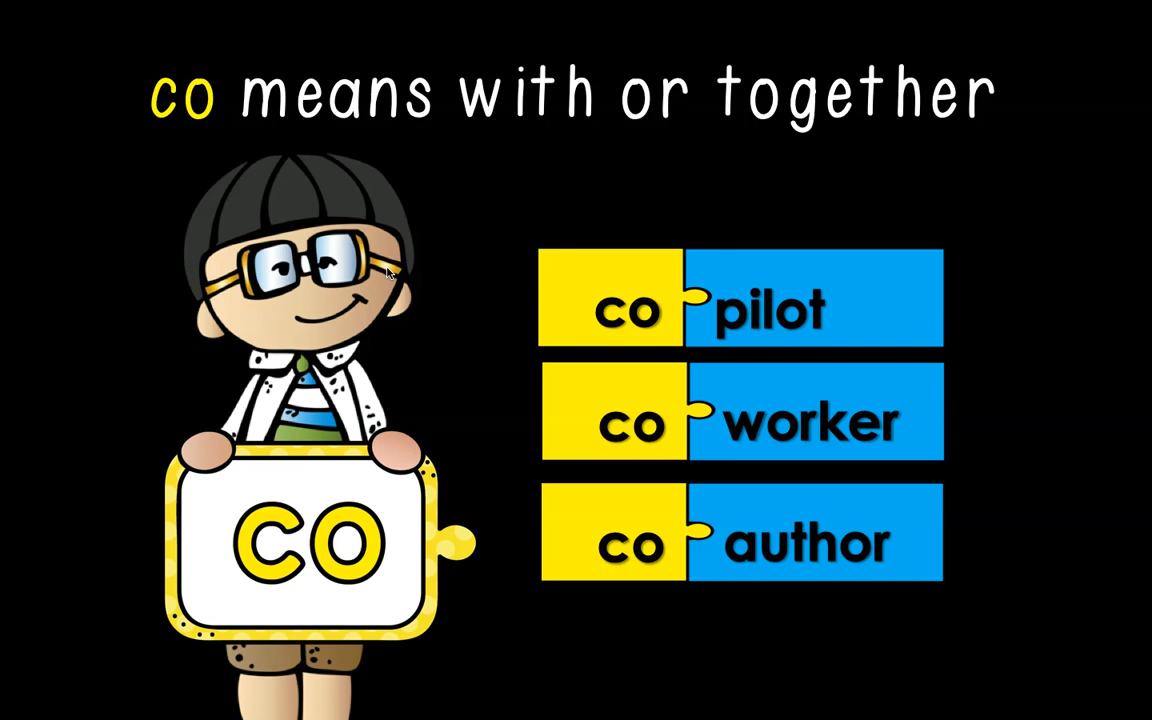 co means with or together
co pilot
co worker
co author
co